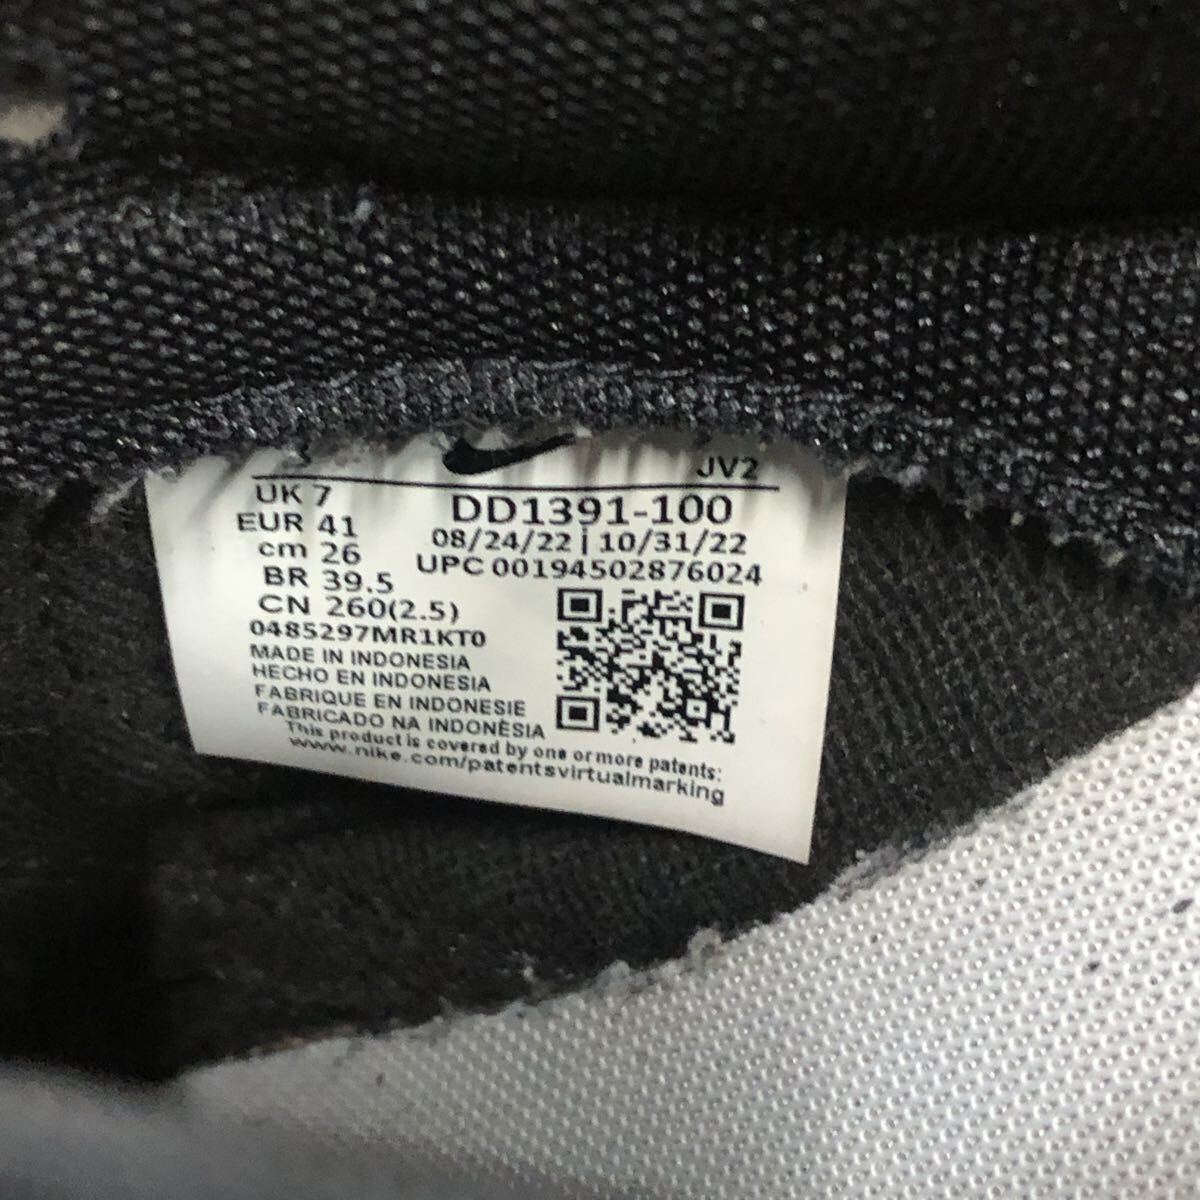 JV2
UK 7
EUR 41
cm 26
BR 39.5
CN 260(2.5)
DD1391-100
08/24/22 | 10/31/22
UPC 00194502876024
0485297MR1KT0
MADE IN INDONESIA
HECHO EN INDONESIA
FABRIQUE EN INDONESIE
FABRICADO NA INDONÈSIA
This product is covered by one or more patents:
www.nike.com/patentsvirtualmarking